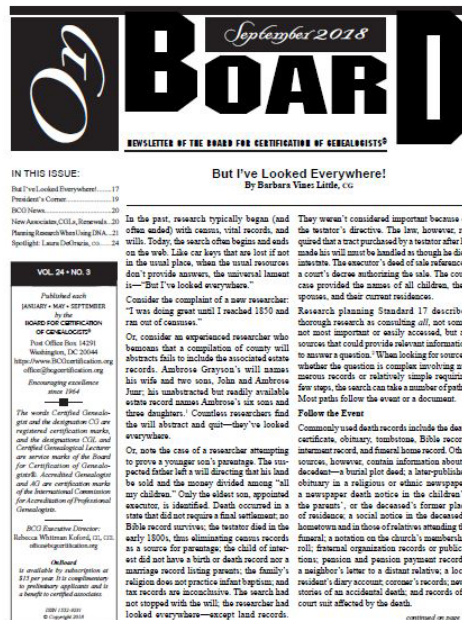 September 2018
On
BOARD
NEWSLETTER OF THE BOARD FOR CERTIFICATION OF GENEALOGISTS®
IN THIS ISSUE:
But I've Looked Everywhere!..........17
President's Corner..........19
BCG News..........20
New Associates, CGLs, Renewals...20
Planning Research When Using DNA...21
Spotlight: Laura DeGrazia, CG......24
VOL. 24 • NO. 3
Published each
JANUARY • MAY • SEPTEMBER
by the
BOARD FOR CERTIFICATION
OF GENEALOGISTS®
Post Office Box 14291
Washington, DC 20044
https://www.BCGcertification.org
office@bcgcertification.org
Encouraging excellence
since 1964
The words Certified Genealo-
gist and the designation CG are
registered certification marks,
and the designations CGL and
Certified Genealogical Lecturer
are service marks of the Board
for Certification of Genealo-
gists®. Accredited Genealogist
and AG are certification marks
of the International Commission
for Accreditation of Professional
Genealogists.
BCG Executive Director:
Rebecca Whitman Koford, CG, CGL
office@bcgcertification.org
OnBoard
is available by subscription at
$15 per year. It is complimentary
to preliminary applicants and is
a benefit to certified associates.
© Copyright 2018
But I've Looked Everywhere!
By Barbara Vines Little, CG
In the past, research typically began (and
often ended) with census, vital records, and
wills. Today, the search often begins and ends
on the web. Like car keys that are lost if not
in the usual place, when the usual resources
don't provide answers, the universal lament
is—"But I've looked everywhere."
Consider the complaint of a new researcher:
"I was doing great until I reached 1850 and
ran out of censuses."
Or, consider an experienced researcher who
bemoans that a compilation of county will
abstracts fails to include the associated estate
records. Ambrose Grayson's will names
his wife and two sons, John and Ambrose
Junr; his unabstracted but readily available
estate record names Ambrose's six sons and
three daughters.¹ Countless researchers find
the will abstract and quit—they've looked
everywhere.
Or, note the case of a researcher attempting
to prove a younger son's parentage. The sus-
pected father left a will directing that his land
be sold and the money divided among "all
my children." Only the eldest son, appointed
executor, is identified. Death occurred in a
state that did not require a final settlement; no
Bible record survives; the testator died in the
early 1800s, thus eliminating census records
as a source for parentage; the child of inter-
est did not have a birth or death record nor a
marriage record listing parents; the family's
religion does not practice infant baptism; and
tax records are inconclusive. The search had
not stopped with the will; the researcher had
looked everywhere—except land records.
They weren't considered important because
the testator's directive. The law, however,
quired that a tract purchased by a testator after
made his will must be handled as though he di
intestate. The executor's deed of sale reference
a court's decree authorizing the sale. The cou
case provided the names of all children, the
spouses, and their current residences.
Research planning Standard 17 describe
thorough research as consulting all, not som
not most important or easily accessed, but
sources that could provide relevant informatio
to answer a question.² When looking for source
whether the question is complex involving nu
merous records or relatively simple requirin
few steps, the search can take a number of path
Most paths follow the event or a document.
Follow the Event
Commonly used death records include the dea
certificate, obituary, tombstone, Bible recor
interment record, and funeral home record. Oth
sources, however, contain information about
decedent—a burial plot deed; a later-publishe
obituary in a religious or ethnic newspape
a newspaper death notice in the children'
the parents', or the deceased's former plac
of residence; a social notice in the deceased
hometown and in those of relatives attending th
funeral; a notation on the church's membersh
roll; fraternal organization records or public
tions; pension and pension payment record
a neighbor's letter to a distant relative; a loc
resident's diary account; coroner's records; new
stories of an accidental death; and records of
court suit affected by the death.
continued on page